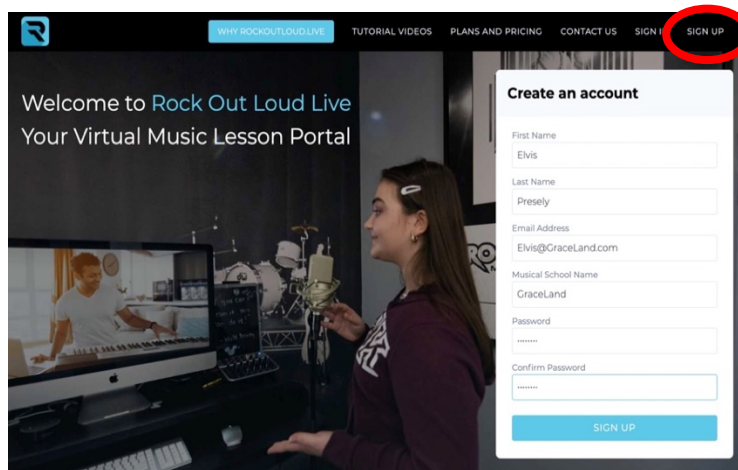 WHY ROCKOUTLOUD.LIVE TUTORIAL VIDEOS PLANS AND PRICING CONTACT US SIGN I SIGN UP
Welcome to Rock Out Loud Live
Your Virtual Music Lesson Portal
Create an account
First Name
Elvis
Last Name
Presely
Email Address
Elvis@GraceLand.com
Musical School Name
GraceLand
Password
········
Confirm Password
········
SIGN UP